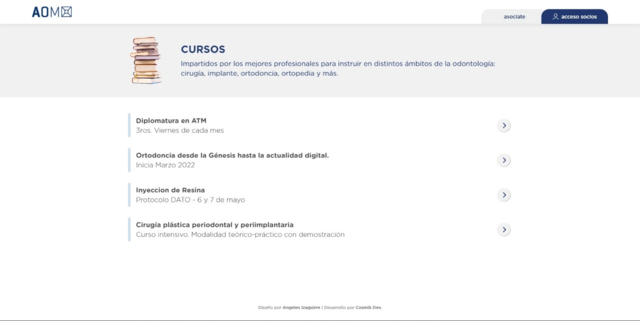 AOMO
asociate
acceso socios
CURSOS
Impartidos por los mejores profesionales para instruir en distintos ámbitos de la odontología:
cirugía, implante, ortodoncia, ortopedia y más.
Diplomatura en ATM
3ros. Viernes de cada mes
Ortodoncia desde la Génesis hasta la actualidad digital.
Inicia Marzo 2022
Inyeccion de Resina
Protocolo DATO - 6 y 7 de mayo
Cirugía plástica periodontal y periimplantaria
Curso intensivo. Modalidad teórico-práctico con demostración
Diseño por Angeles Izaguirre | Desarrollo por Cosmik Dev.